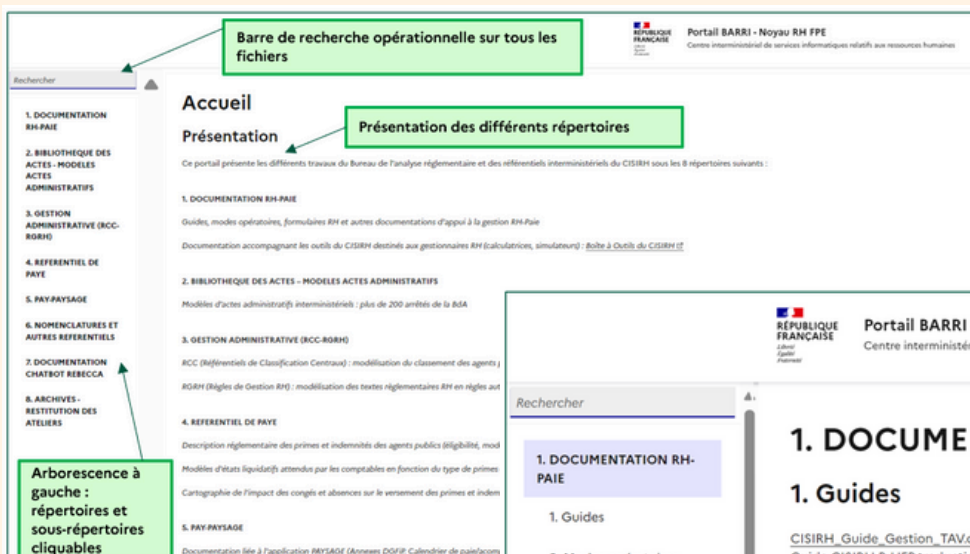 Barre de recherche opérationnelle sur tous les
fichiers
RÉPUBLIQUE
FRANÇAISE
Liberté
Égalité
Fraternité
Portail BARRI - Noyau RH FPE
Centre interministériel de services informatiques relatifs aux ressources humaines
Rechercher
1. DOCUMENTATION
RH-PAIE
2. BIBLIOTHEQUE DES
ACTES - MODELES
ACTES
ADMINISTRATIFS
3. GESTION
ADMINISTRATIVE (RCC-
RGRH)
4. REFERENTIEL DE
PAYE
5. PAY-PAYSAGE
6. NOMENCLATURES ET
AUTRES REFERENTIELS
7. DOCUMENTATION
CHATBOT REBECCA
8. ARCHIVES -
RESTITUTION DES
ATELIERS
Arborescence à
gauche :
répertoires et
sous-répertoires
cliquables
Accueil
Présentation
Présentation des différents répertoires
Ce portail présente les différents travaux du Bureau de l'analyse réglementaire et des référentiels interministériels du CISIRH sous les 8 répertoires suivants :
1. DOCUMENTATION RH-PAIE
Guides, modes opératoires, formulaires RH et autres documentations d'appui à la gestion RH-Paie
Documentation accompagnant les outils du CISIRH destinés aux gestionnaires RH (calculatrices, simulateurs) : Boîte à Outils du CISIRH
2. BIBLIOTHEQUE DES ACTES – MODELES ACTES ADMINISTRATIFS
Modèles d'actes administratifs interministériels : plus de 200 arrêtés de la BdA
3. GESTION ADMINISTRATIVE (RCC-RGRH)
RCC (Référentiels de Classification Centraux) : modélisation du classement des agents
RGRH (Règles de Gestion RH) : modélisation des textes réglementaires RH en règles aut
4. REFERENTIEL DE PAYE
Description réglementaire des primes et indemnités des agents publics (éligibilité, mod
Modèles d'états liquidatifs attendus par les comptables en fonction du type de primes
Cartographie de l'impact des congés et absences sur le versement des primes et indem
5. PAY-PAYSAGE
Documentation liée à l'application PAYSAGE (Annexes DGFiP, Calendrier de paie/acom
RÉPUBLIQUE
FRANÇAISE
Liberté
Égalité
Fraternité
Portail BARRI
Centre interministér
Rechercher
1. DOCUMENTATION RH-
PAIE
1. Guides
1. DOCUME
1. Guides
CISIRH_Guide_Gestion_TAV.